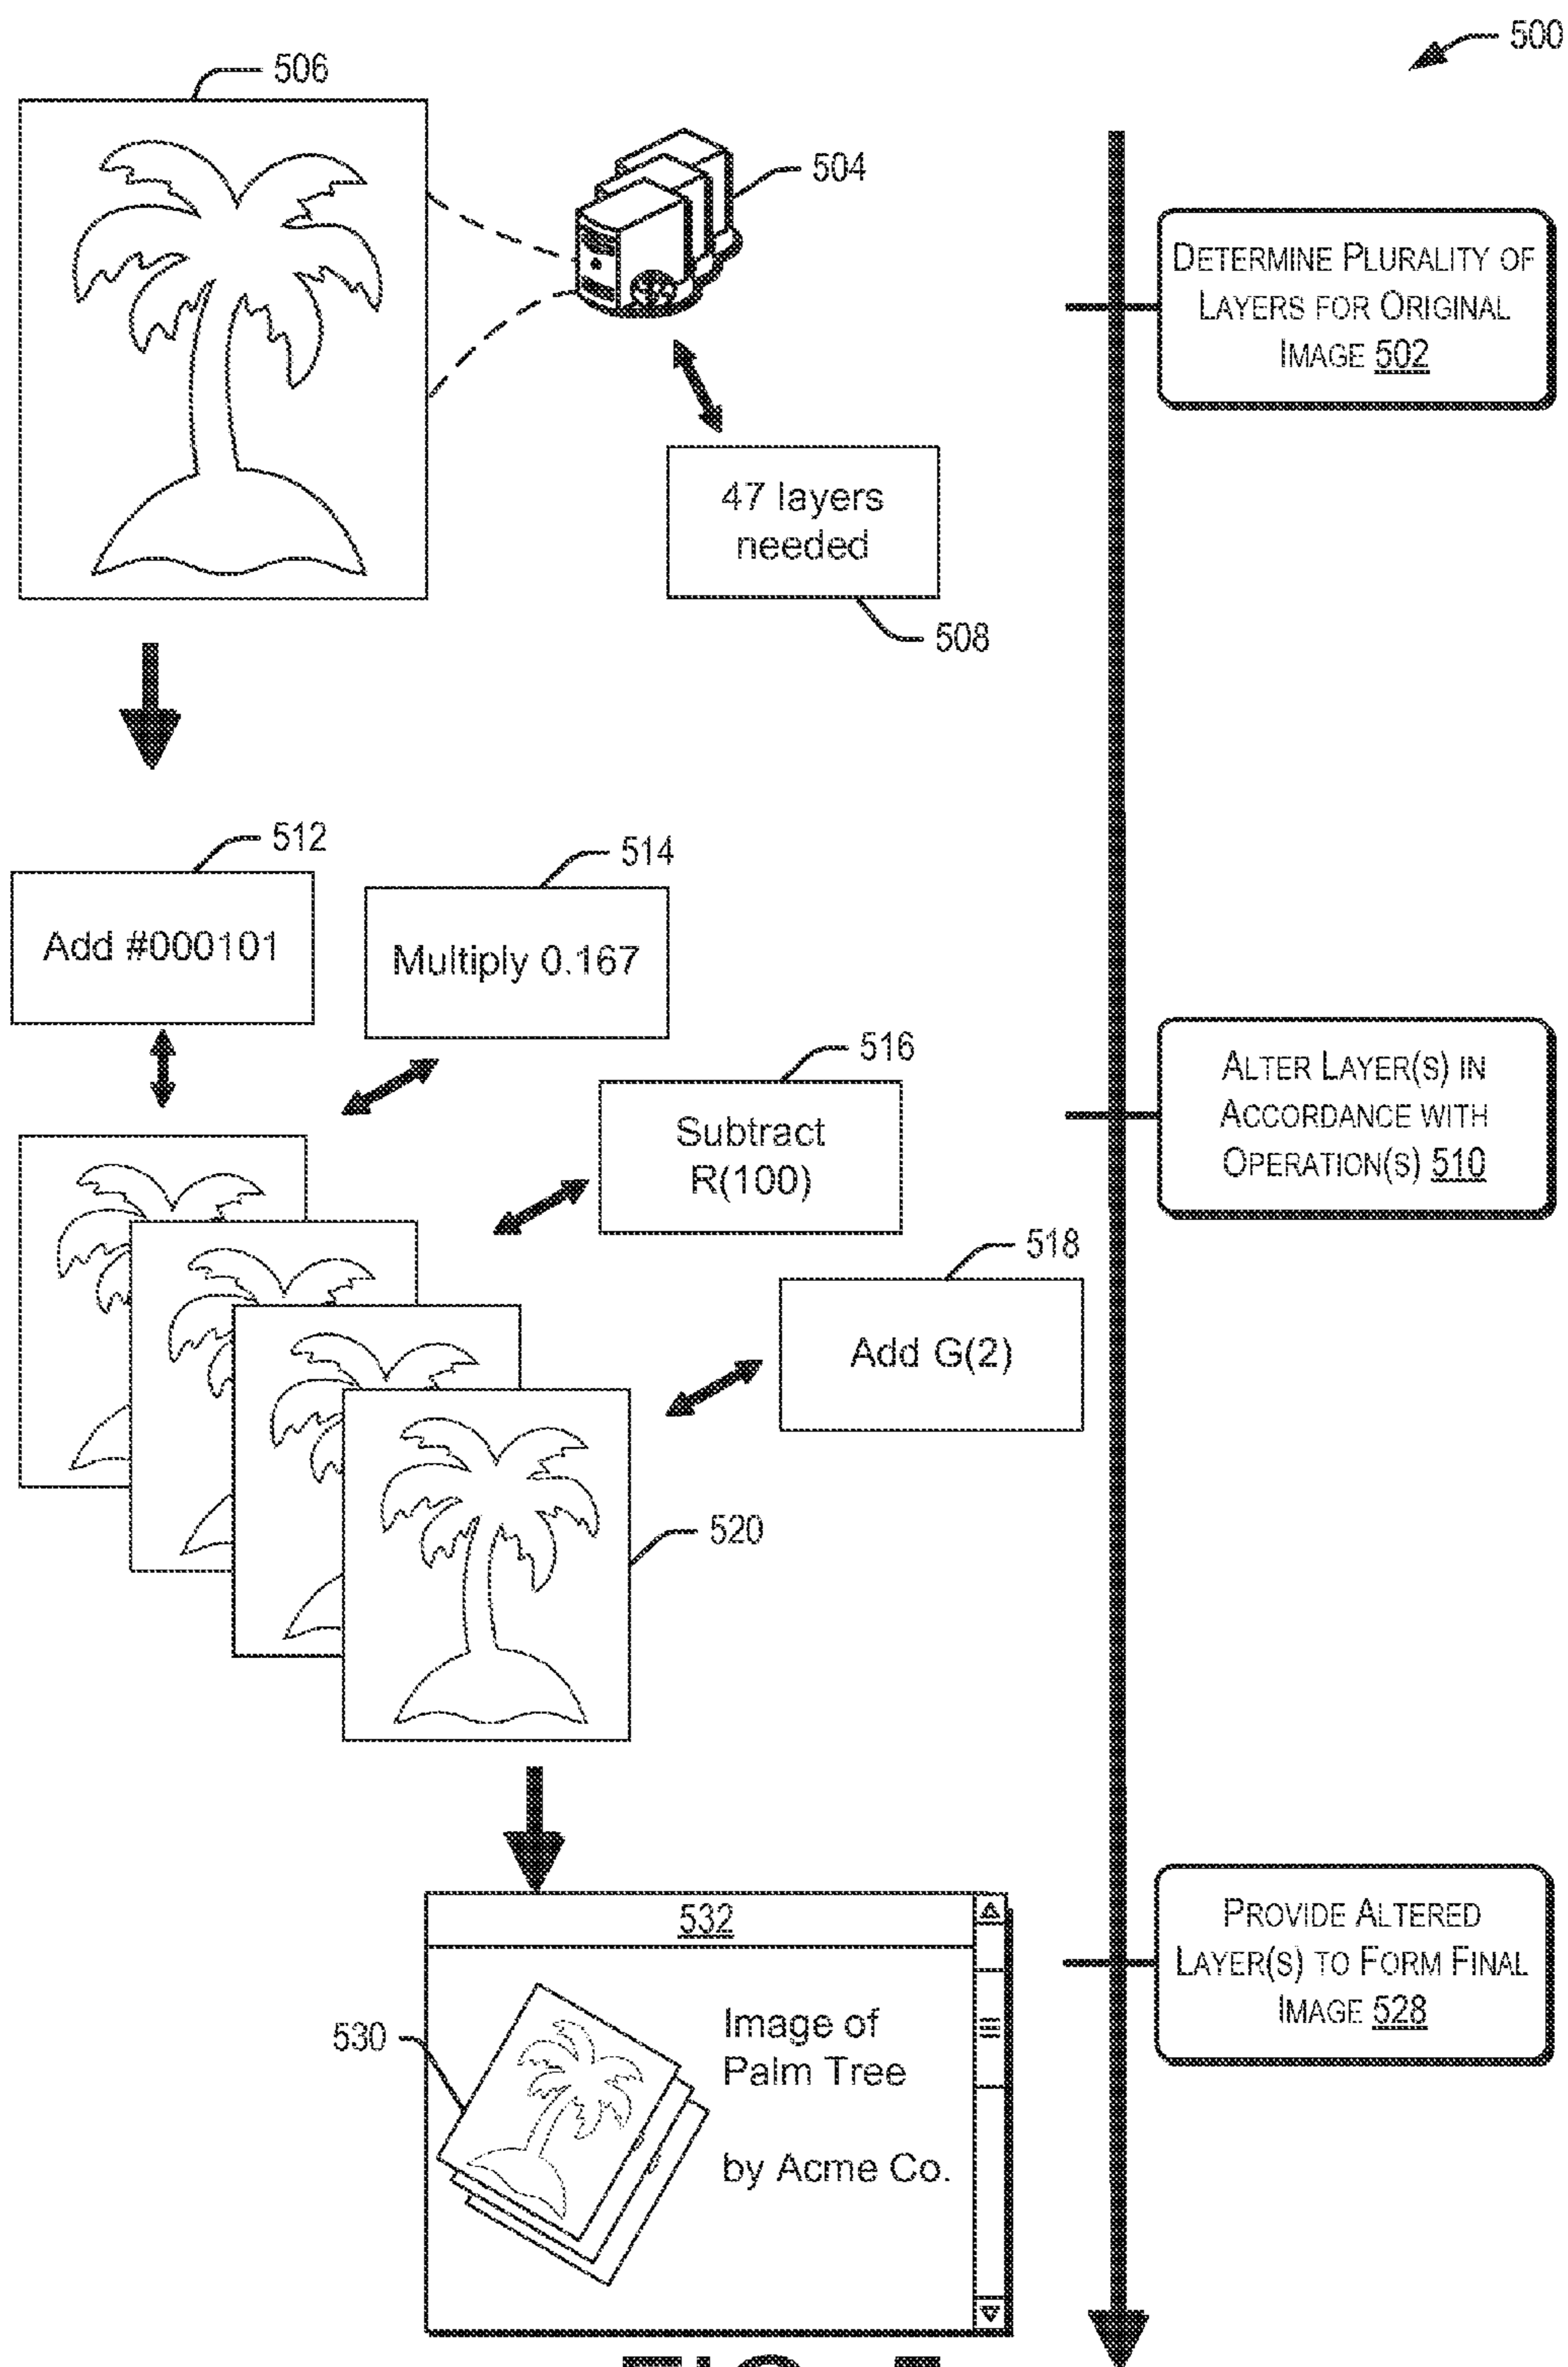 500
506
504
DETERMINE PLURALITY OF
LAYERS FOR ORIGINAL
IMAGE 502
47 layers
needed
508
512
Add #000101
514
Multiply 0.167
516
Subtract
R(100)
ALTER LAYER(S) IN
ACCORDANCE WITH
OPERATION(S) 510
518
Add G(2)
520
532
530
Image of
Palm Tree
by Acme Co.
PROVIDE ALTERED
LAYER(S) TO FORM FINAL
IMAGE 528